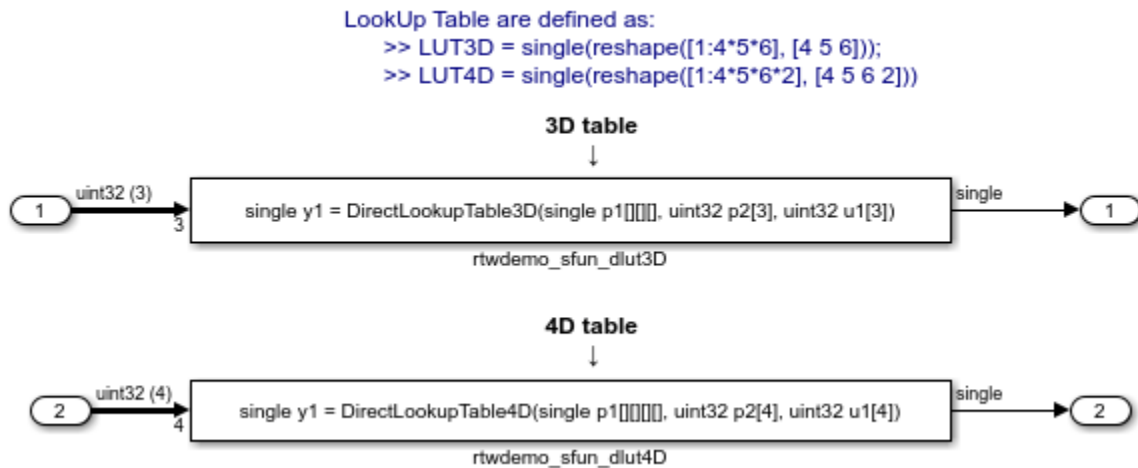 LookUp Table are defined as:
>> LUT3D = single(reshape([1:4*5*6], [4 5 6]));
>> LUT4D = single(reshape([1:4*5*6*2], [4 5 6 2]))
3D table
↓
uint32 (3)
single
1
single y1 = DirectLookupTable3D(single p1[][][], uint32 p2[3], uint32 u1[3])
1
3
rtwdemo_sfun_dlut3D
4D table
↓
uint32 (4)
single
2
single y1 = DirectLookupTable4D(single p1[][][][], uint32 p2[4], uint32 u1[4])
2
4
rtwdemo_sfun_dlut4D